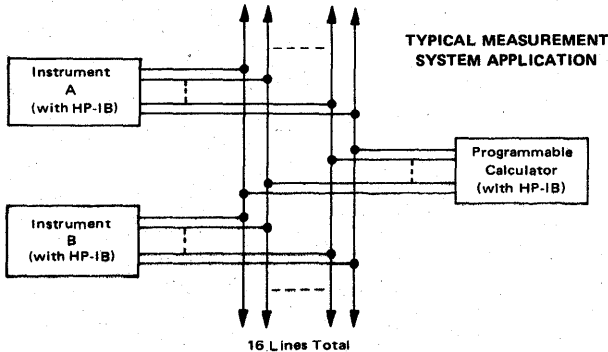 TYPICAL MEASUREMENT
SYSTEM APPLICATION
Instrument
A
(with HP-IB)
Programmable
Calculator
(with HP-IB)
Instrument
B
(with HP-IB)
16 Lines Total